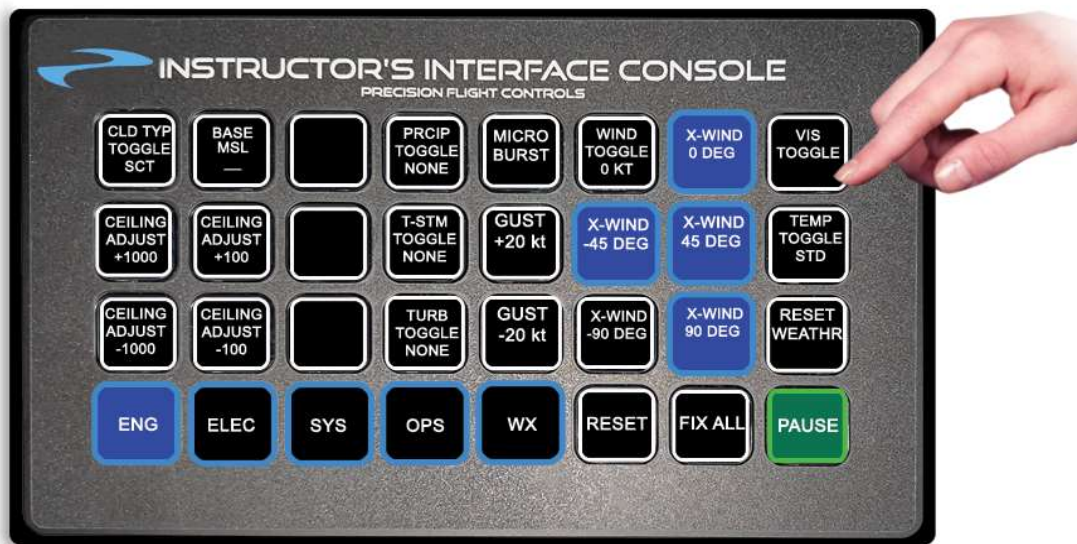 INSTRUCTOR'S INTERFACE CONSOLE
PRECISION FLIGHT CONTROLS
CLD TYP
TOGGLE
SCT
BASE
MSL
__
PRCIP
TOGGLE
NONE
MICRO
BURST
WIND
TOGGLE
0 KT
X-WIND
0 DEG
VIS
TOGGLE
CEILING
ADJUST
+1000
CEILING
ADJUST
+100
T-STM
TOGGLE
NONE
GUST
+20 kt
X-WIND
-45 DEG
X-WIND
45 DEG
TEMP
TOGGLE
STD
CEILING
ADJUST
-1000
CEILING
ADJUST
-100
TURB
TOGGLE
NONE
GUST
-20 kt
X-WIND
-90 DEG
X-WIND
90 DEG
RESET
WEATHR
ENG
ELEC
SYS
OPS
WX
RESET
FIX ALL
PAUSE